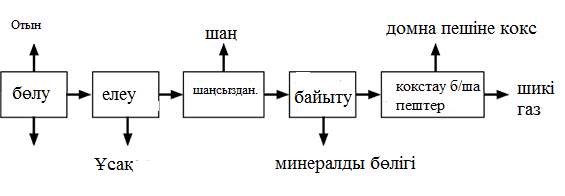 Отын
шаң
домна пешіне кокс
бөлу
елеу
шаңсыздан.
байыту
кокстау б/ша
пештер
шикі
газ
Ұсақ
минералды бөлігі